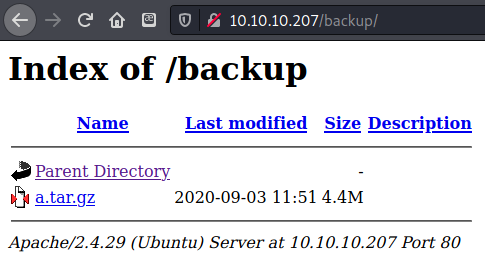 10.10.10.207/backup/
Index of /backup
Name Last modified Size Description
Parent Directory -
a.tar.gz 2020-09-03 11:51 4.4M
Apache/2.4.29 (Ubuntu) Server at 10.10.10.207 Port 80